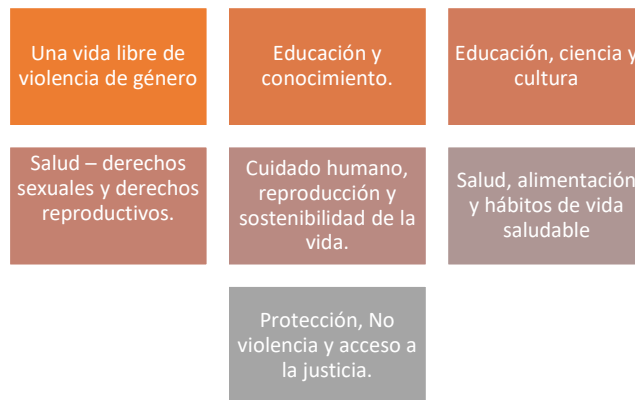 Una vida libre de
violencia de género
Educación y
conocimiento.
Educación, ciencia y
cultura
Salud – derechos
sexuales y derechos
reproductivos.
Cuidado humano,
reproducción y
sostenibilidad de la
vida.
Salud, alimentación
y hábitos de vida
saludable
Protección, No
violencia y acceso a
la justicia.